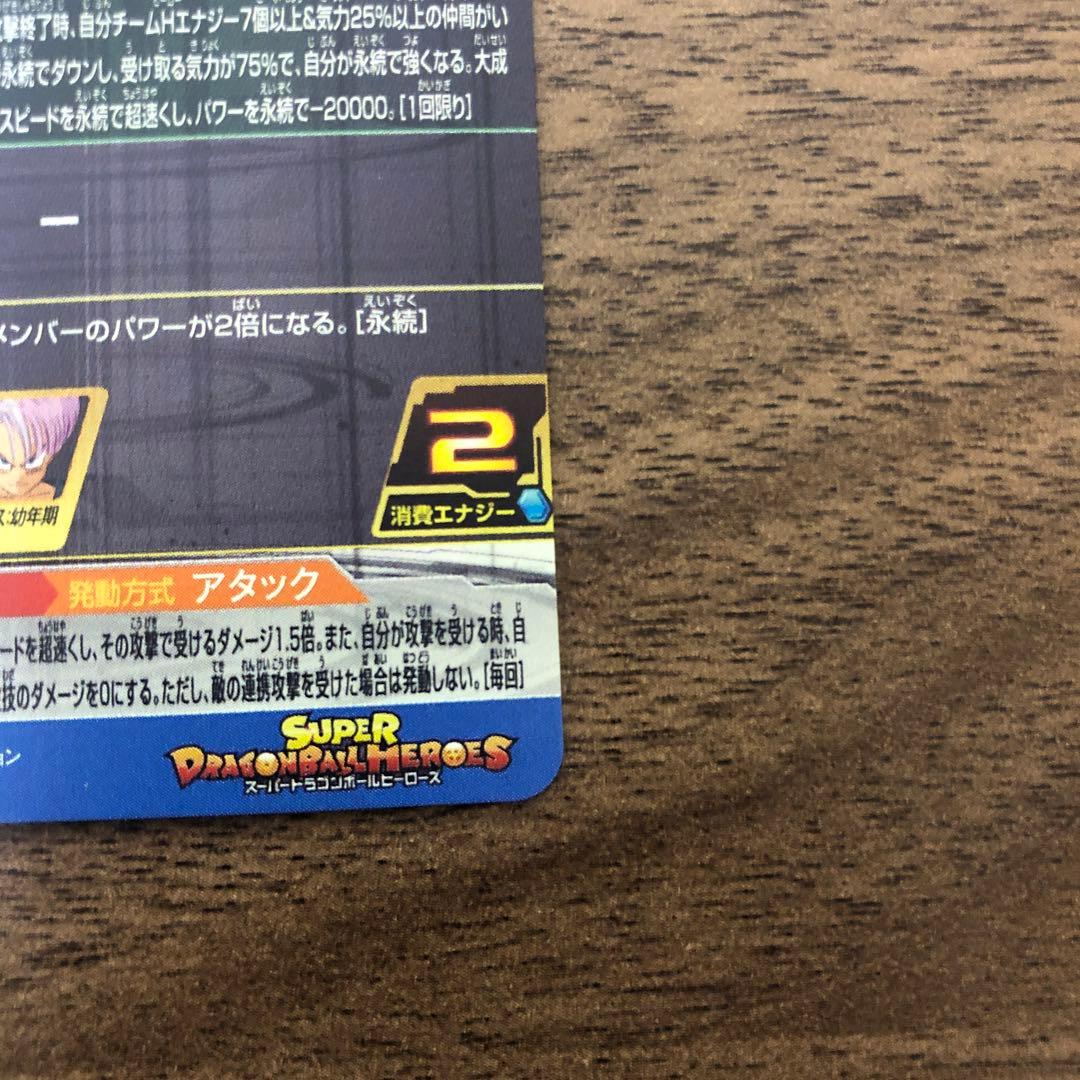 撃終了時、自分チームHエナジー7個以上&気力25%以上の仲間がい
永続でダウンし、受け取る気力が75%で、自分が永続で強くなる。大成
スピードを永続で超速くし、パワーを永続で-20000。[1回限り]
ー
メンバーのパワーが2倍になる。[永続]
2
ス:幼年期
消費エナジー
発動方式 アタック
ードを超速くし、その攻撃で受けるダメージ1.5倍。また、自分が攻撃を受ける時、自
技のダメージを0にする。ただし、敵の連携攻撃を受けた場合は発動しない。[毎回]
ョン
SUPER
DRAGONBALL HEROES
スーパードラゴンボールヒーローズ